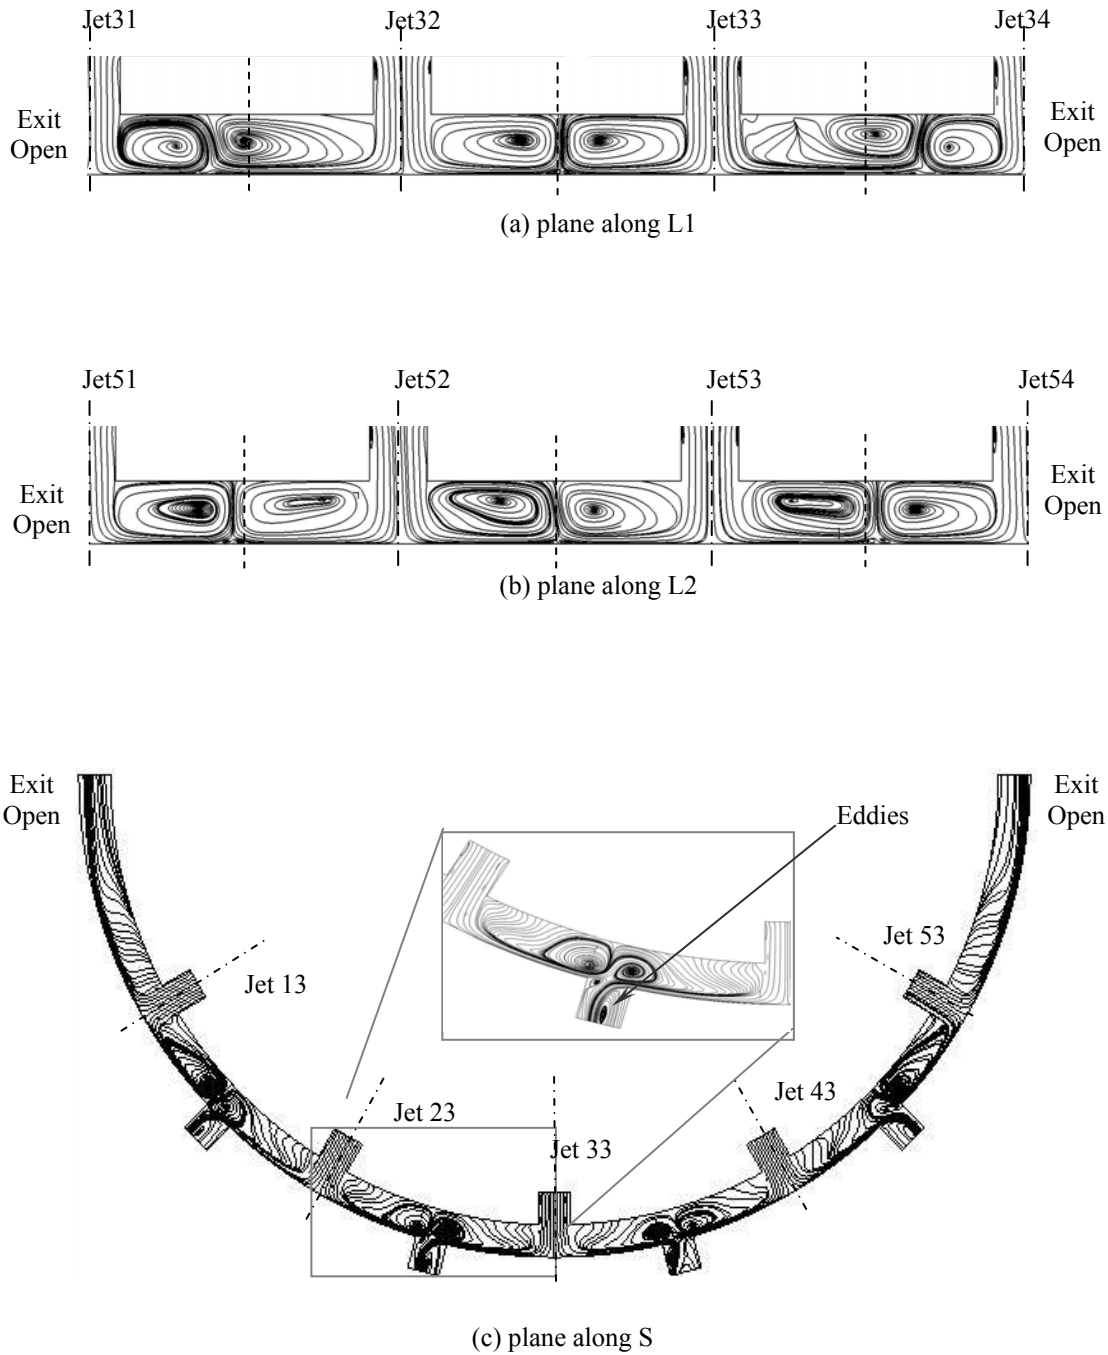 Jet31 Jet32 Jet33 Jet34
Exit
Open
Exit
Open
(a) plane along L1
Jet51 Jet52 Jet53 Jet54
Exit
Open
Exit
Open
(b) plane along L2
Exit
Open
Exit
Open
Eddies
Jet 53
Jet 13
Jet 43
Jet 23
Jet 33
(c) plane along S